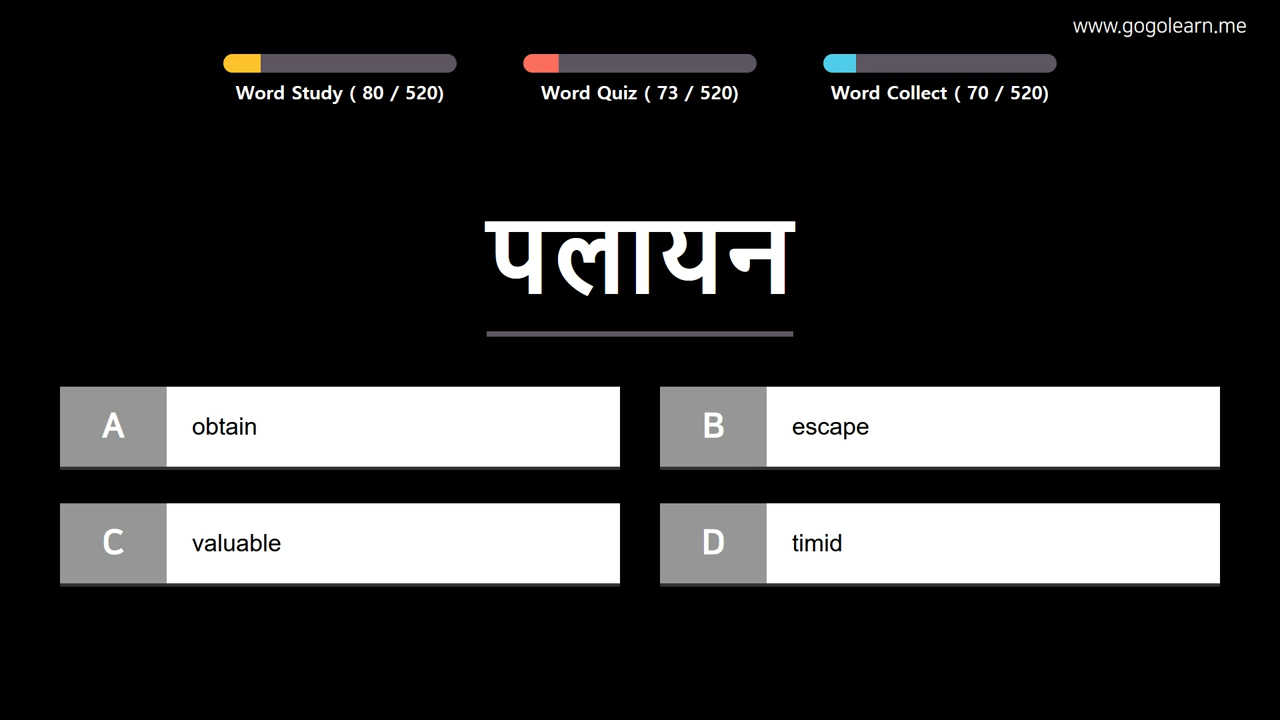 www.gogolearn.me
Word Study ( 80 / 520)
Word Quiz ( 73 / 520)
Word Collect ( 70 / 520)
पलायन
A obtain
B escape
C valuable
D timid